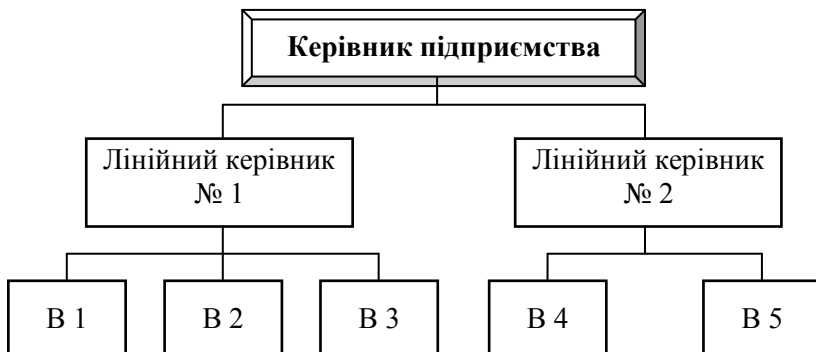 Керівник підприємства
Лінійний керівник
№ 1
Лінійний керівник
№ 2
В 1
В 2
В 3
В 4
В 5